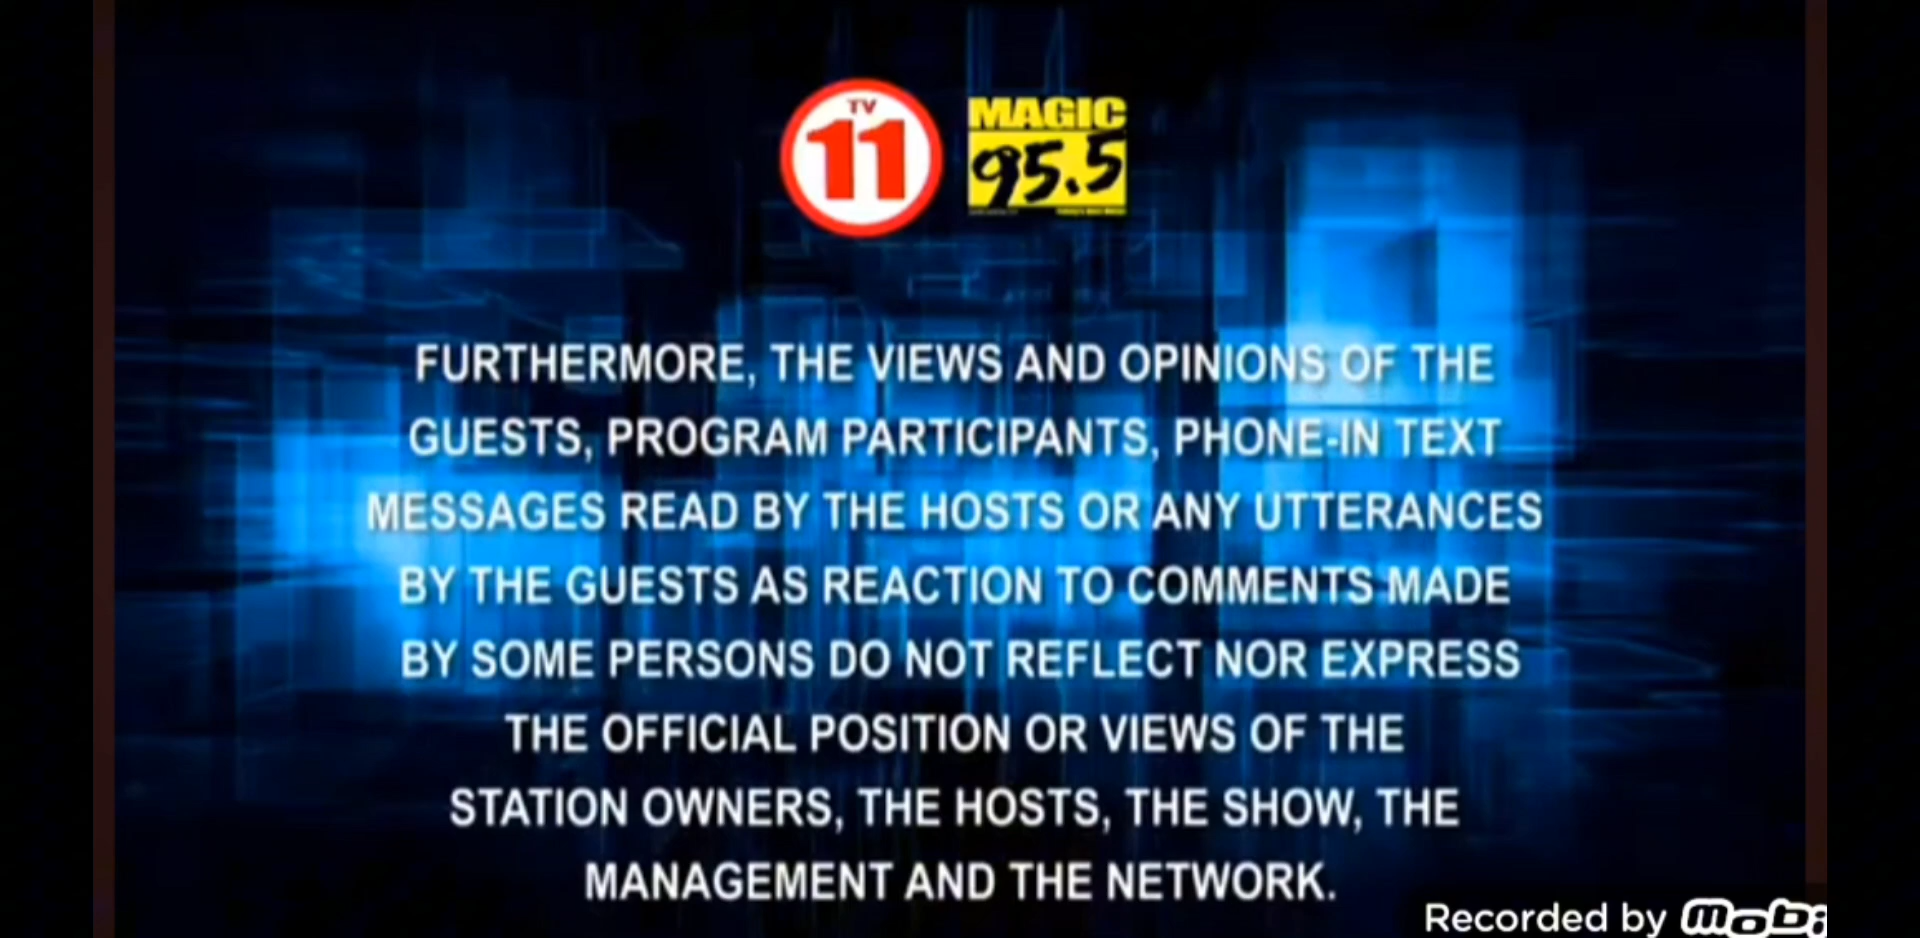 TV
11
MAGIC
95.5
FURTHERMORE, THE VIEWS AND OPINIONS OF THE
GUESTS, PROGRAM PARTICIPANTS, PHONE-IN TEXT
MESSAGES READ BY THE HOSTS OR ANY UTTERANCES
BY THE GUESTS AS REACTION TO COMMENTS MADE
BY SOME PERSONS DO NOT REFLECT NOR EXPRESS
THE OFFICIAL POSITION OR VIEWS OF THE
STATION OWNERS, THE HOSTS, THE SHOW, THE
MANAGEMENT AND THE NETWORK.
Recorded by mobi